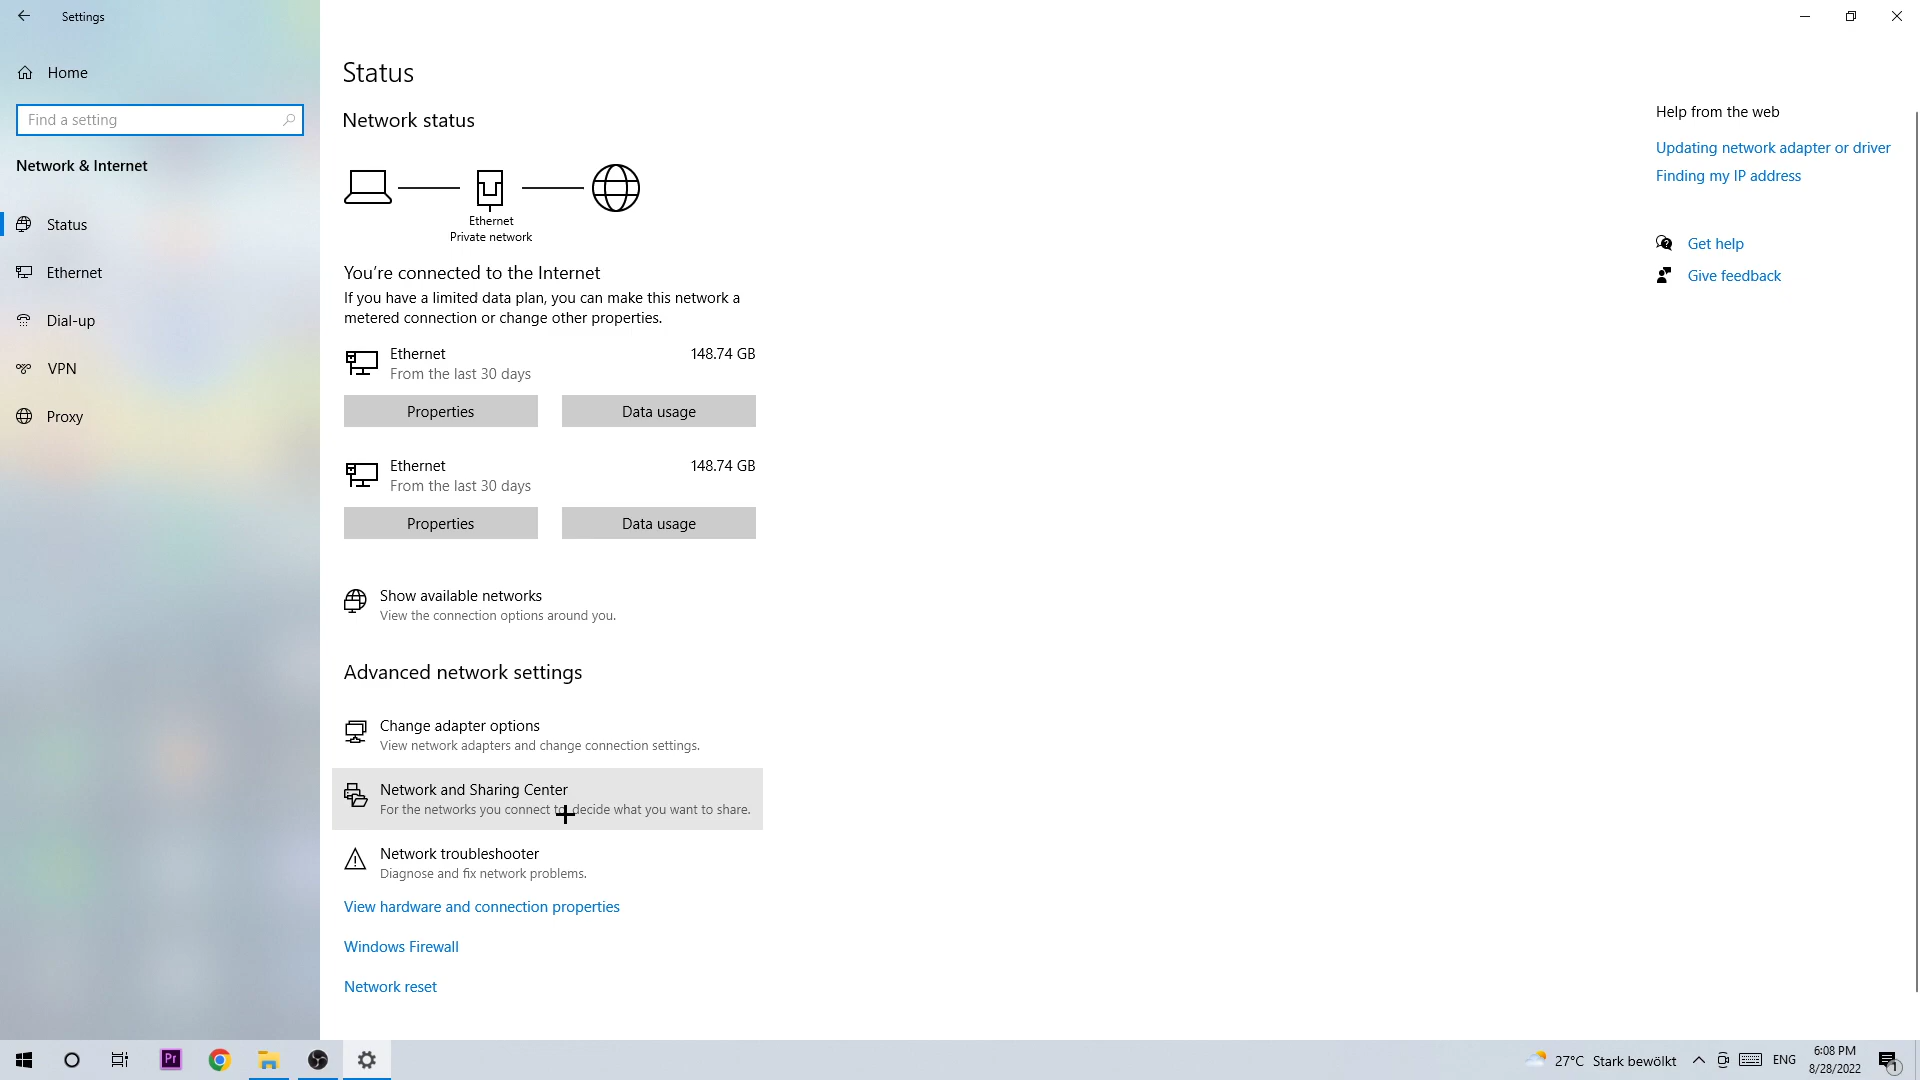 Settings
Home
Find a setting
Network & Internet
Status
Ethernet
Dial-up
VPN
Proxy
Status
Network status
Ethernet
Private network
You're connected to the Internet
If you have a limited data plan, you can make this network a
metered connection or change other properties.
Ethernet 148.74 GB
From the last 30 days
Properties Data usage
Ethernet 148.74 GB
From the last 30 days
Properties Data usage
Show available networks
View the connection options around you.
Advanced network settings
Change adapter options
View network adapters and change connection settings.
Network and Sharing Center
For the networks you connect to, decide what you want to share.
Network troubleshooter
Diagnose and fix network problems.
View hardware and connection properties
Windows Firewall
Network reset
Help from the web
Updating network adapter or driver
Finding my IP address
Get help
Give feedback
Pr
27°C Stark bewölkt
ENG
6:08 PM
8/28/2022
1